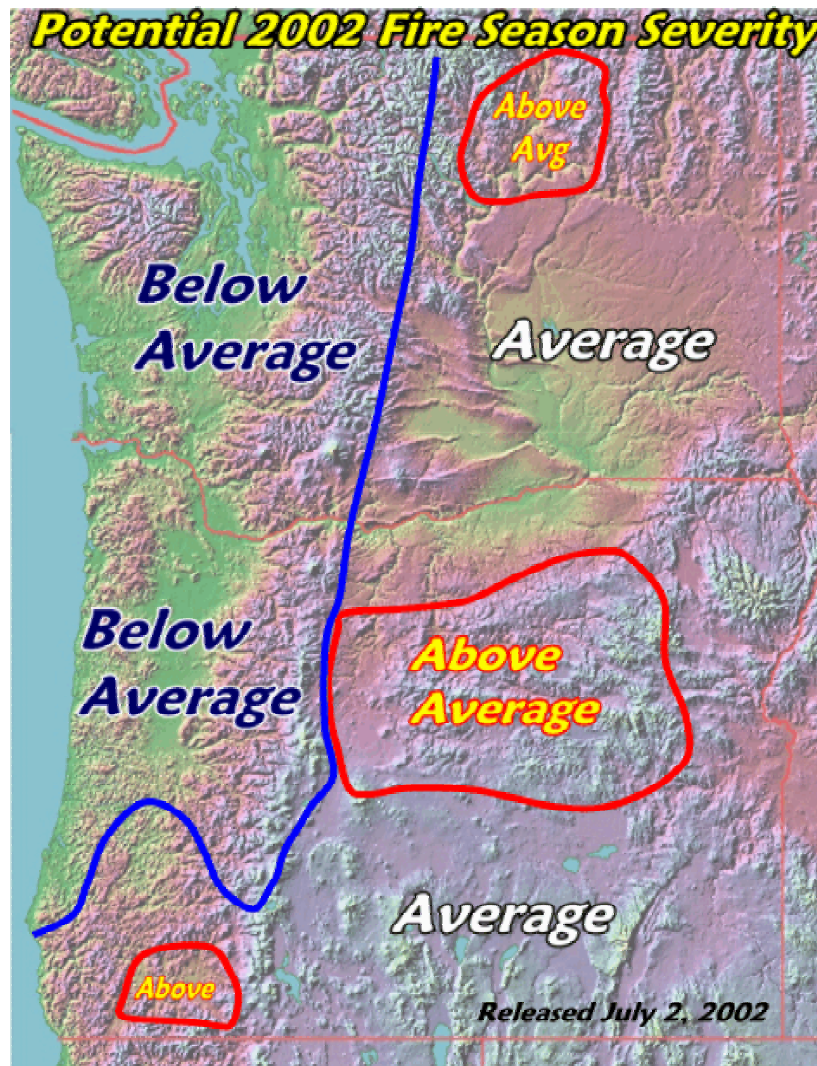 Potential 2002 Fire Season Severity
Above
Avg
Below
Average
Average
Below
Average
Above
Average
Average
Above
Released July 2, 2002